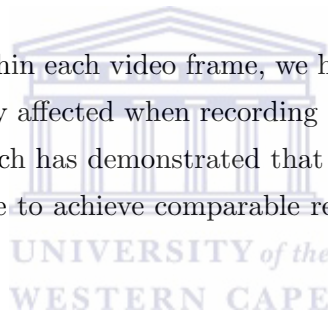 hin each video frame, we h
y affected when recording
ch has demonstrated that
e to achieve comparable re
UNIVERSITY of the
WESTERN CAPE